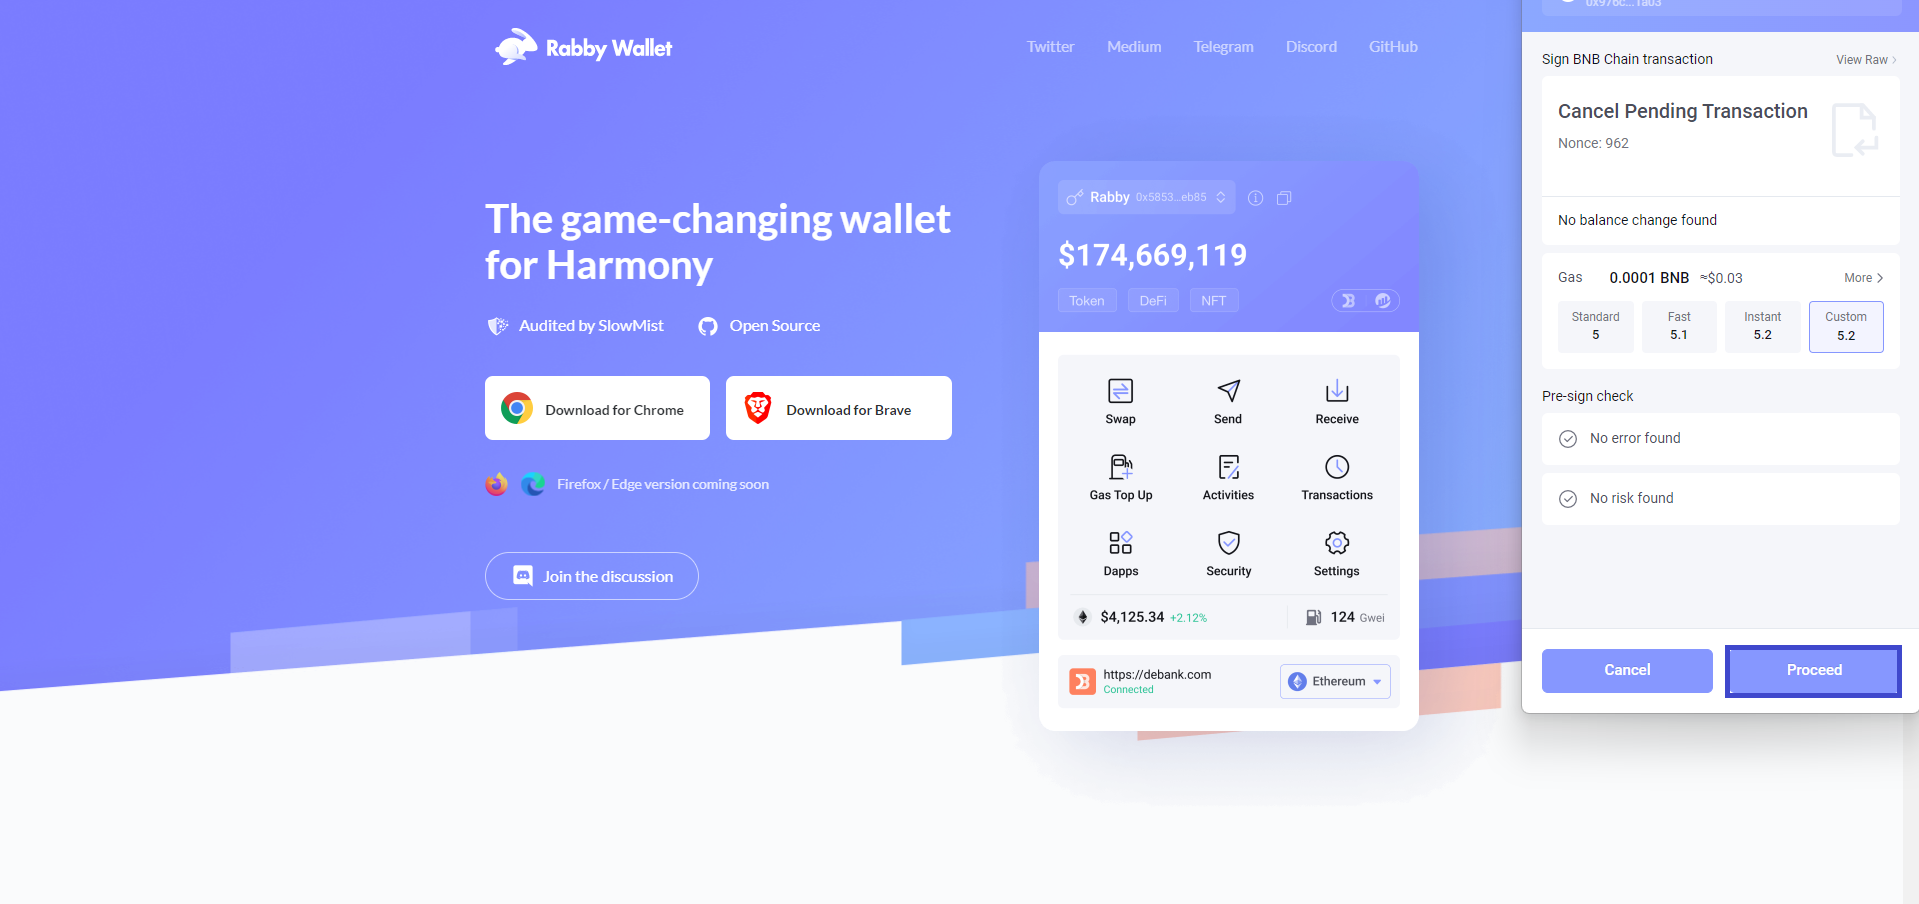 Rabby Wallet
Twitter Medium Telegram Discord GitHub
The game-changing wallet
for Harmony
Audited by SlowMist Open Source
Download for Chrome Download for Brave
Firefox / Edge version coming soon
Join the discussion
Rabby 0x5853...eb85
$174,669,119
Token DeFi NFT
Swap Send Receive
Gas Top Up Activities Transactions
Dapps Security Settings
$4,125.34 +2.12% 124 Gwei
https://debank.com
Connected
Ethereum
0x976c...1a03
Sign BNB Chain transaction View Raw
Cancel Pending Transaction
Nonce: 962
No balance change found
Gas 0.0001 BNB ≈$0.03 More
Standard Fast Instant Custom
5 5.1 5.2 5.2
Pre-sign check
No error found
No risk found
Cancel Proceed